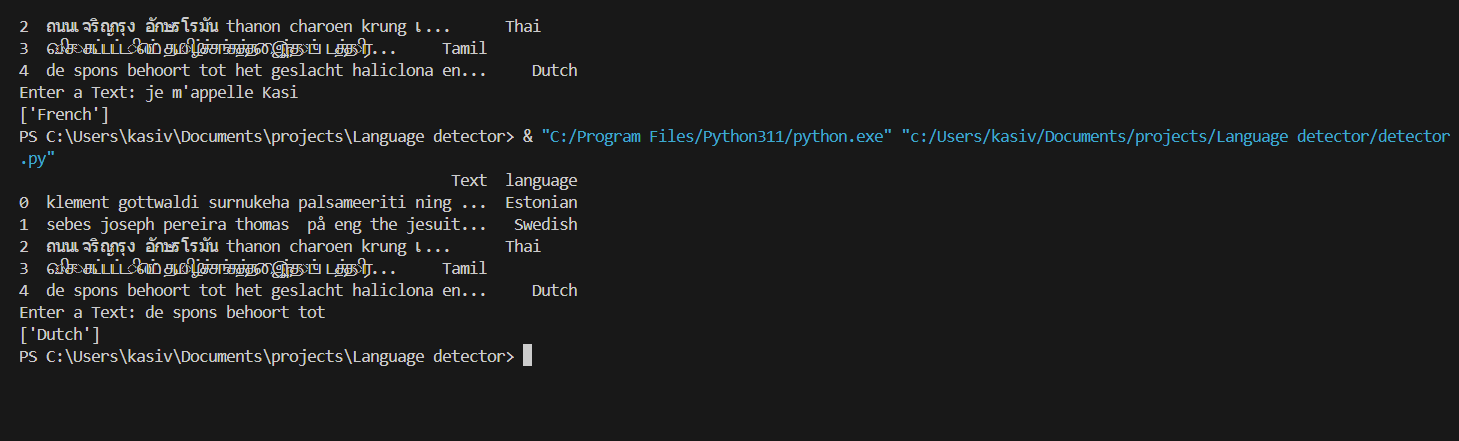 2  ถนนเจริญกรุง อักษรโรมัน thanon charoen krung เ...      Thai
3  ...     Tamil
4  de spons behoort tot het geslacht haliclona en...     Dutch
Enter a Text: je m'appelle Kasi
['French']
PS C:\Users\kasiv\Documents\projects\Language detector> & "C:/Program Files/Python311/python.exe" "c:/Users/kasiv/Documents/projects/Language detector/detector
.py"
Text  language
0  klement gottwaldi surnukeha palsameeriti ning ...  Estonian
1  sebes joseph pereira thomas  på eng the jesuit...   Swedish
2  ถนนเจริญกรุง อักษรโรมัน thanon charoen krung เ...      Thai
3  ...     Tamil
4  de spons behoort tot het geslacht haliclona en...     Dutch
Enter a Text: de spons behoort tot
['Dutch']
PS C:\Users\kasiv\Documents\projects\Language detector>